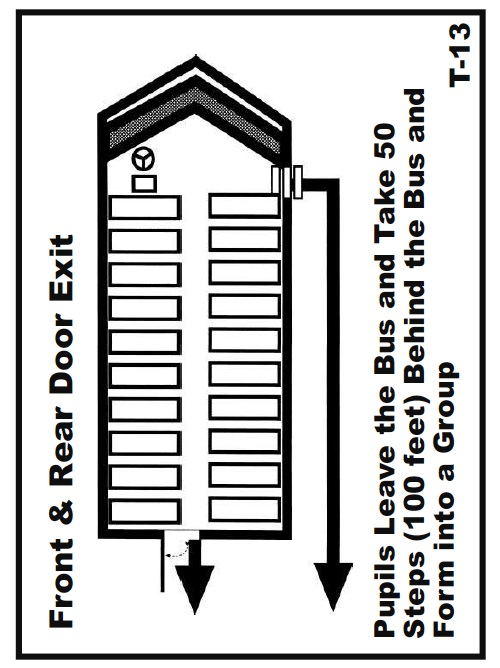 Front & Rear Door Exit
Pupils Leave the Bus and Take 50
Steps (100 feet) Behind the Bus and
Form into a Group
T-13